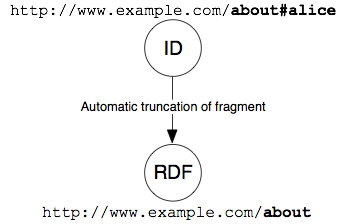 http://www.example.com/about#alice
ID
Automatic truncation of fragment
RDF
http://www.example.com/about